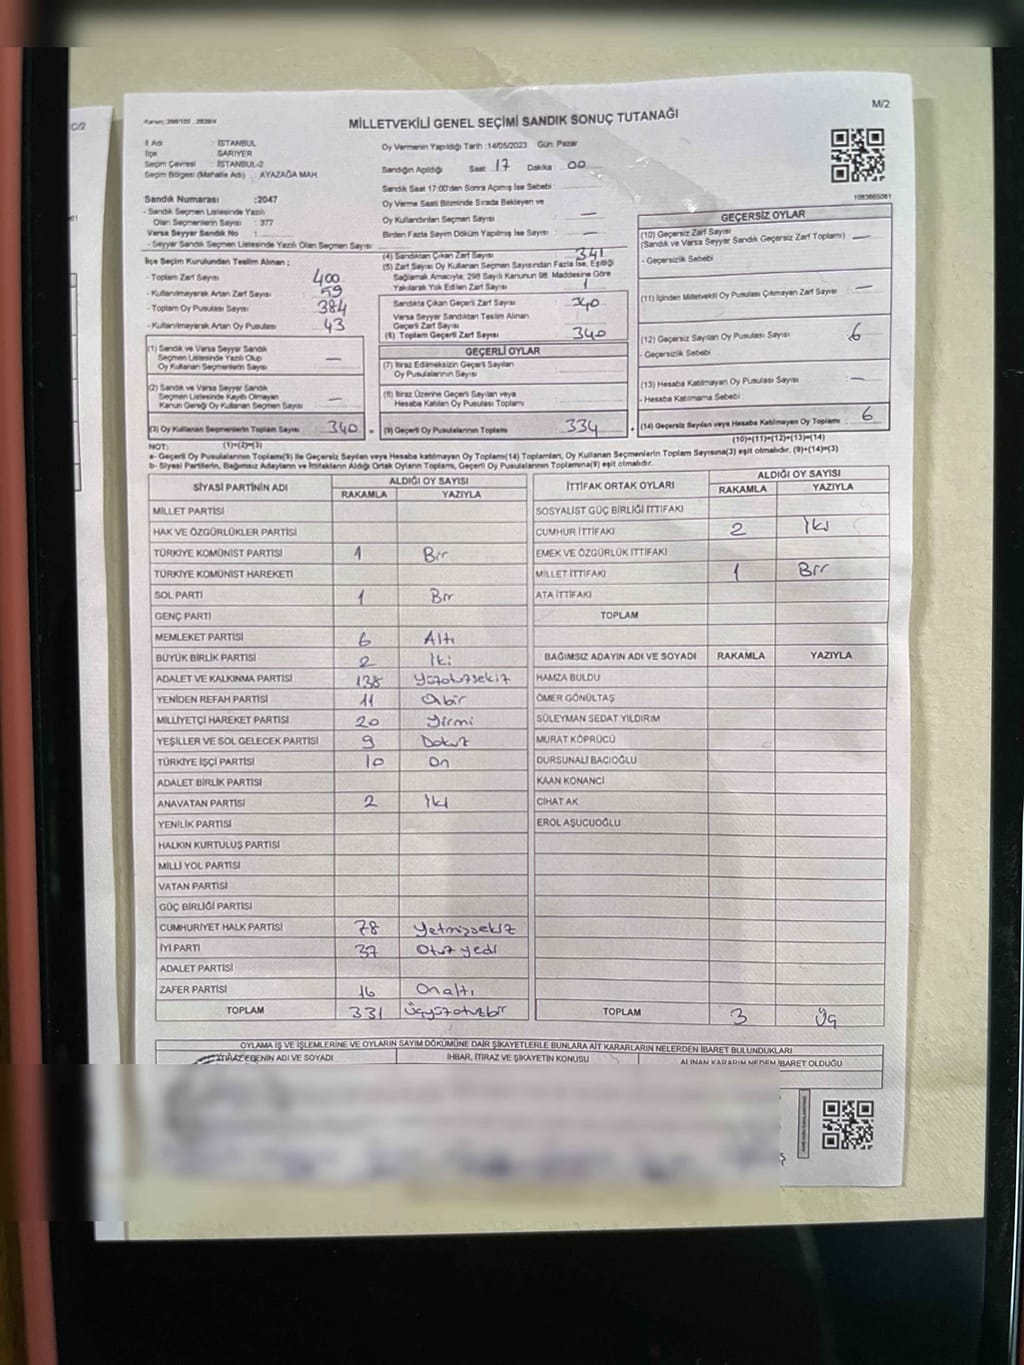 M/2
Kanun: 298/105, 2839/4
MİLLETVEKİLİ GENEL SEÇİMİ SANDIK SONUÇ TUTANAĞI
İl Adı : İSTANBUL
İlçe : SARIYER
Seçim Çevresi : İSTANBUL-2
Seçim Bölgesi (Mahalle Adı) : AYAZAĞA MAH.
Sandık Numarası :2047
- Sandık Seçmen Listesinde Yazılı
Olan Seçmenlerin Sayısı : 377
Varsa Seyyar Sandık No :
- Seyyar Sandık Seçmen Listesinde Yazılı Olan Seçmen Sayısı :
İlçe Seçim Kurulundan Teslim Alınan ;
- Toplam Zarf Sayısı 400
- Kullanılmayarak Artan Zarf Sayısı 59
- Toplam Oy Pusulası Sayısı 384
- Kullanılmayarak Artan Oy Pusulası 43
Oy Vermenin Yapıldığı Tarih :14/05/2023 Gün: Pazar
Sandığın Açıldığı Saat 17 Dakika 00
Sandık Saat 17:00'den Sonra Açılmış İse Sebebi :
Oy Verme Saati Bitiminde Sırada Bekleyen ve
Oy Kullandırılan Seçmen Sayısı —
Birden Fazla Sayım Döküm Yapılmış İse Sayısı : —
(4) Sandıktan Çıkan Zarf Sayısı 341
(5) Zarf Sayısı Oy Kullanan Seçmen Sayısından Fazla İse, Eşitliği
Sağlamak Amacıyla; 298 Sayılı Kanunun 98. Maddesine Göre
Yakılarak Yok Edilen Zarf Sayısı 1
Sandıkta Çıkan Geçerli Zarf Sayısı 340
Varsa Seyyar Sandıktan Teslim Alınan
Geçerli Zarf Sayısı
(6) Toplam Geçerli Zarf Sayısı 340
1083865081
GEÇERSİZ OYLAR
(10) Geçersiz Zarf Sayısı —
(Sandık ve Varsa Seyyar Sandık Geçersiz Zarf Toplamı)
- Geçersizlik Sebebi
(11) İçinden Milletvekili Oy Pusulası Çıkmayan Zarf Sayısı —
(12) Geçersiz Sayılan Oy Pusulası Sayısı 6
- Geçersizlik Sebebi
(13) Hesaba Katılmayan Oy Pusulası Sayısı —
- Hesaba Katılmama Sebebi :
(14) Geçersiz Sayılan veya Hesaba Katılmayan Oy Toplamı 6
(10)+(11)+(12)+(13)=(14)
(1) Sandık ve Varsa Seyyar Sandık
Seçmen Listesinde Yazılı Olup
Oy Kullanan Seçmenlerin Sayısı —
(2) Sandık ve Varsa Seyyar Sandık
Seçmen Listesinde Kayıtlı Olmayan
Kanun Gereği Oy Kullanan Seçmen Sayısı —
(3) Oy Kullanan Seçmenlerin Toplam Sayısı 340 =
(1)+(2)=(3)
GEÇERLİ OYLAR
(7) İtiraz Edilmeksizin Geçerli Sayılan
Oy Pusulalarının Sayısı
(8) İtiraz Üzerine Geçerli Sayılan veya
Hesaba Katılan Oy Pusulası Toplamı
(9) Geçerli Oy Pusulalarının Toplamı 334 +
NOT:
a- Geçerli Oy Pusulalarının Toplamı(9) ile Geçersiz Sayılan veya Hesaba katılmayan Oy Toplamı(14) Toplamları, Oy Kullanan Seçmenlerin Toplam Sayısına(3) eşit olmalıdır. (9)+(14)=(3)
b- Siyasi Partilerin, Bağımsız Adayların ve İttifakların Aldığı Ortak Oyların Toplamı, Geçerli Oy Pusulalarının Toplamına(9) eşit olmalıdır.
SİYASİ PARTİNİN ADI ALDIĞI OY SAYISI
RAKAMLA YAZIYLA
MİLLET PARTİSİ
HAK VE ÖZGÜRLÜKLER PARTİSİ
TÜRKİYE KOMÜNİST PARTİSİ 1 Bir
TÜRKİYE KOMÜNİST HAREKETİ
SOL PARTİ 1 Bir
GENÇ PARTİ
MEMLEKET PARTİSİ 6 Altı
BÜYÜK BİRLİK PARTİSİ 2 İki
ADALET VE KALKINMA PARTİSİ 138 Yüzotuzsekiz
YENİDEN REFAH PARTİSİ 11 Onbir
MİLLİYETÇİ HAREKET PARTİSİ 20 Yirmi
YEŞİLLER VE SOL GELECEK PARTİSİ 9 Dokuz
TÜRKİYE İŞÇİ PARTİSİ 10 On
ADALET BİRLİK PARTİSİ
ANAVATAN PARTİSİ 2 İki
YENİLİK PARTİSİ
HALKIN KURTULUŞ PARTİSİ
MİLLİ YOL PARTİSİ
VATAN PARTİSİ
GÜÇ BİRLİĞİ PARTİSİ
CUMHURİYET HALK PARTİSİ 78 Yetmişsekiz
İYİ PARTİ 37 Otuz yedi
ADALET PARTİSİ
ZAFER PARTİSİ 16 Onaltı
TOPLAM 331 Üçyüzotuzbir
İTTİFAK ORTAK OYLARI ALDIĞI OY SAYISI
RAKAMLA YAZIYLA
SOSYALİST GÜÇ BİRLİĞİ İTTİFAKI
CUMHUR İTTİFAKI 2 İki
EMEK VE ÖZGÜRLÜK İTTİFAKI
MİLLET İTTİFAKI 1 Bir
ATA İTTİFAKI
TOPLAM
BAĞIMSIZ ADAYIN ADI VE SOYADI RAKAMLA YAZIYLA
HAMZA BULDU
ÖMER GÖNÜLTAŞ
SÜLEYMAN SEDAT YILDIRIM
MURAT KÖPRÜCÜ
DURSUNALİ BACIOĞLU
KAAN KONANCI
CİHAT AK
EROL AŞUCUOĞLU
TOPLAM 3 Üç
OYLAMA İŞ VE İŞLEMLERİNE VE OYLARIN SAYIM DÖKÜMÜNE DAİR ŞİKAYETLERLE BUNLARA AİT KARARLARIN NELERDEN İBARET BULUNDUKLARI
İTİRAZ EDENİN ADI VE SOYADI İHBAR, İTİRAZ VE ŞİKAYETİN KONUSU ALINAN KARARIN NEDEN İBARET OLDUĞU